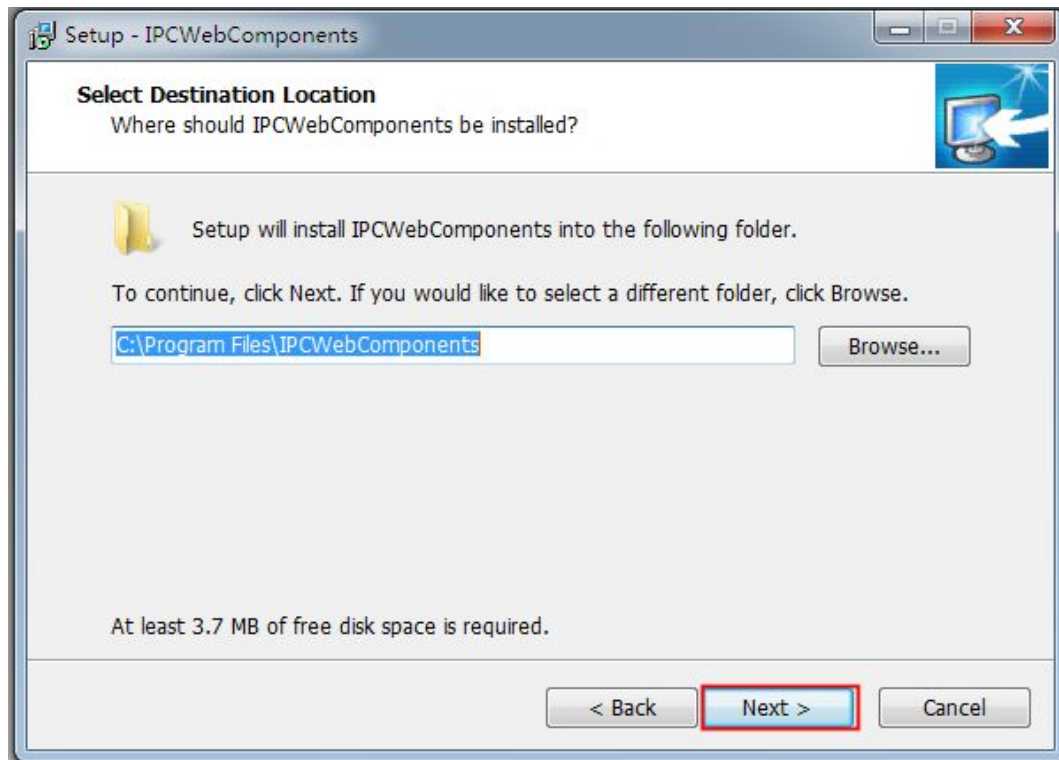 Setup - IPCWebComponents
Select Destination Location
Where should IPCWebComponents be installed?
Setup will install IPCWebComponents into the following folder.
To continue, click Next. If you would like to select a different folder, click Browse.
C:\Program Files\IPCWebComponents
Browse...
At least 3.7 MB of free disk space is required.
< Back
Next >
Cancel